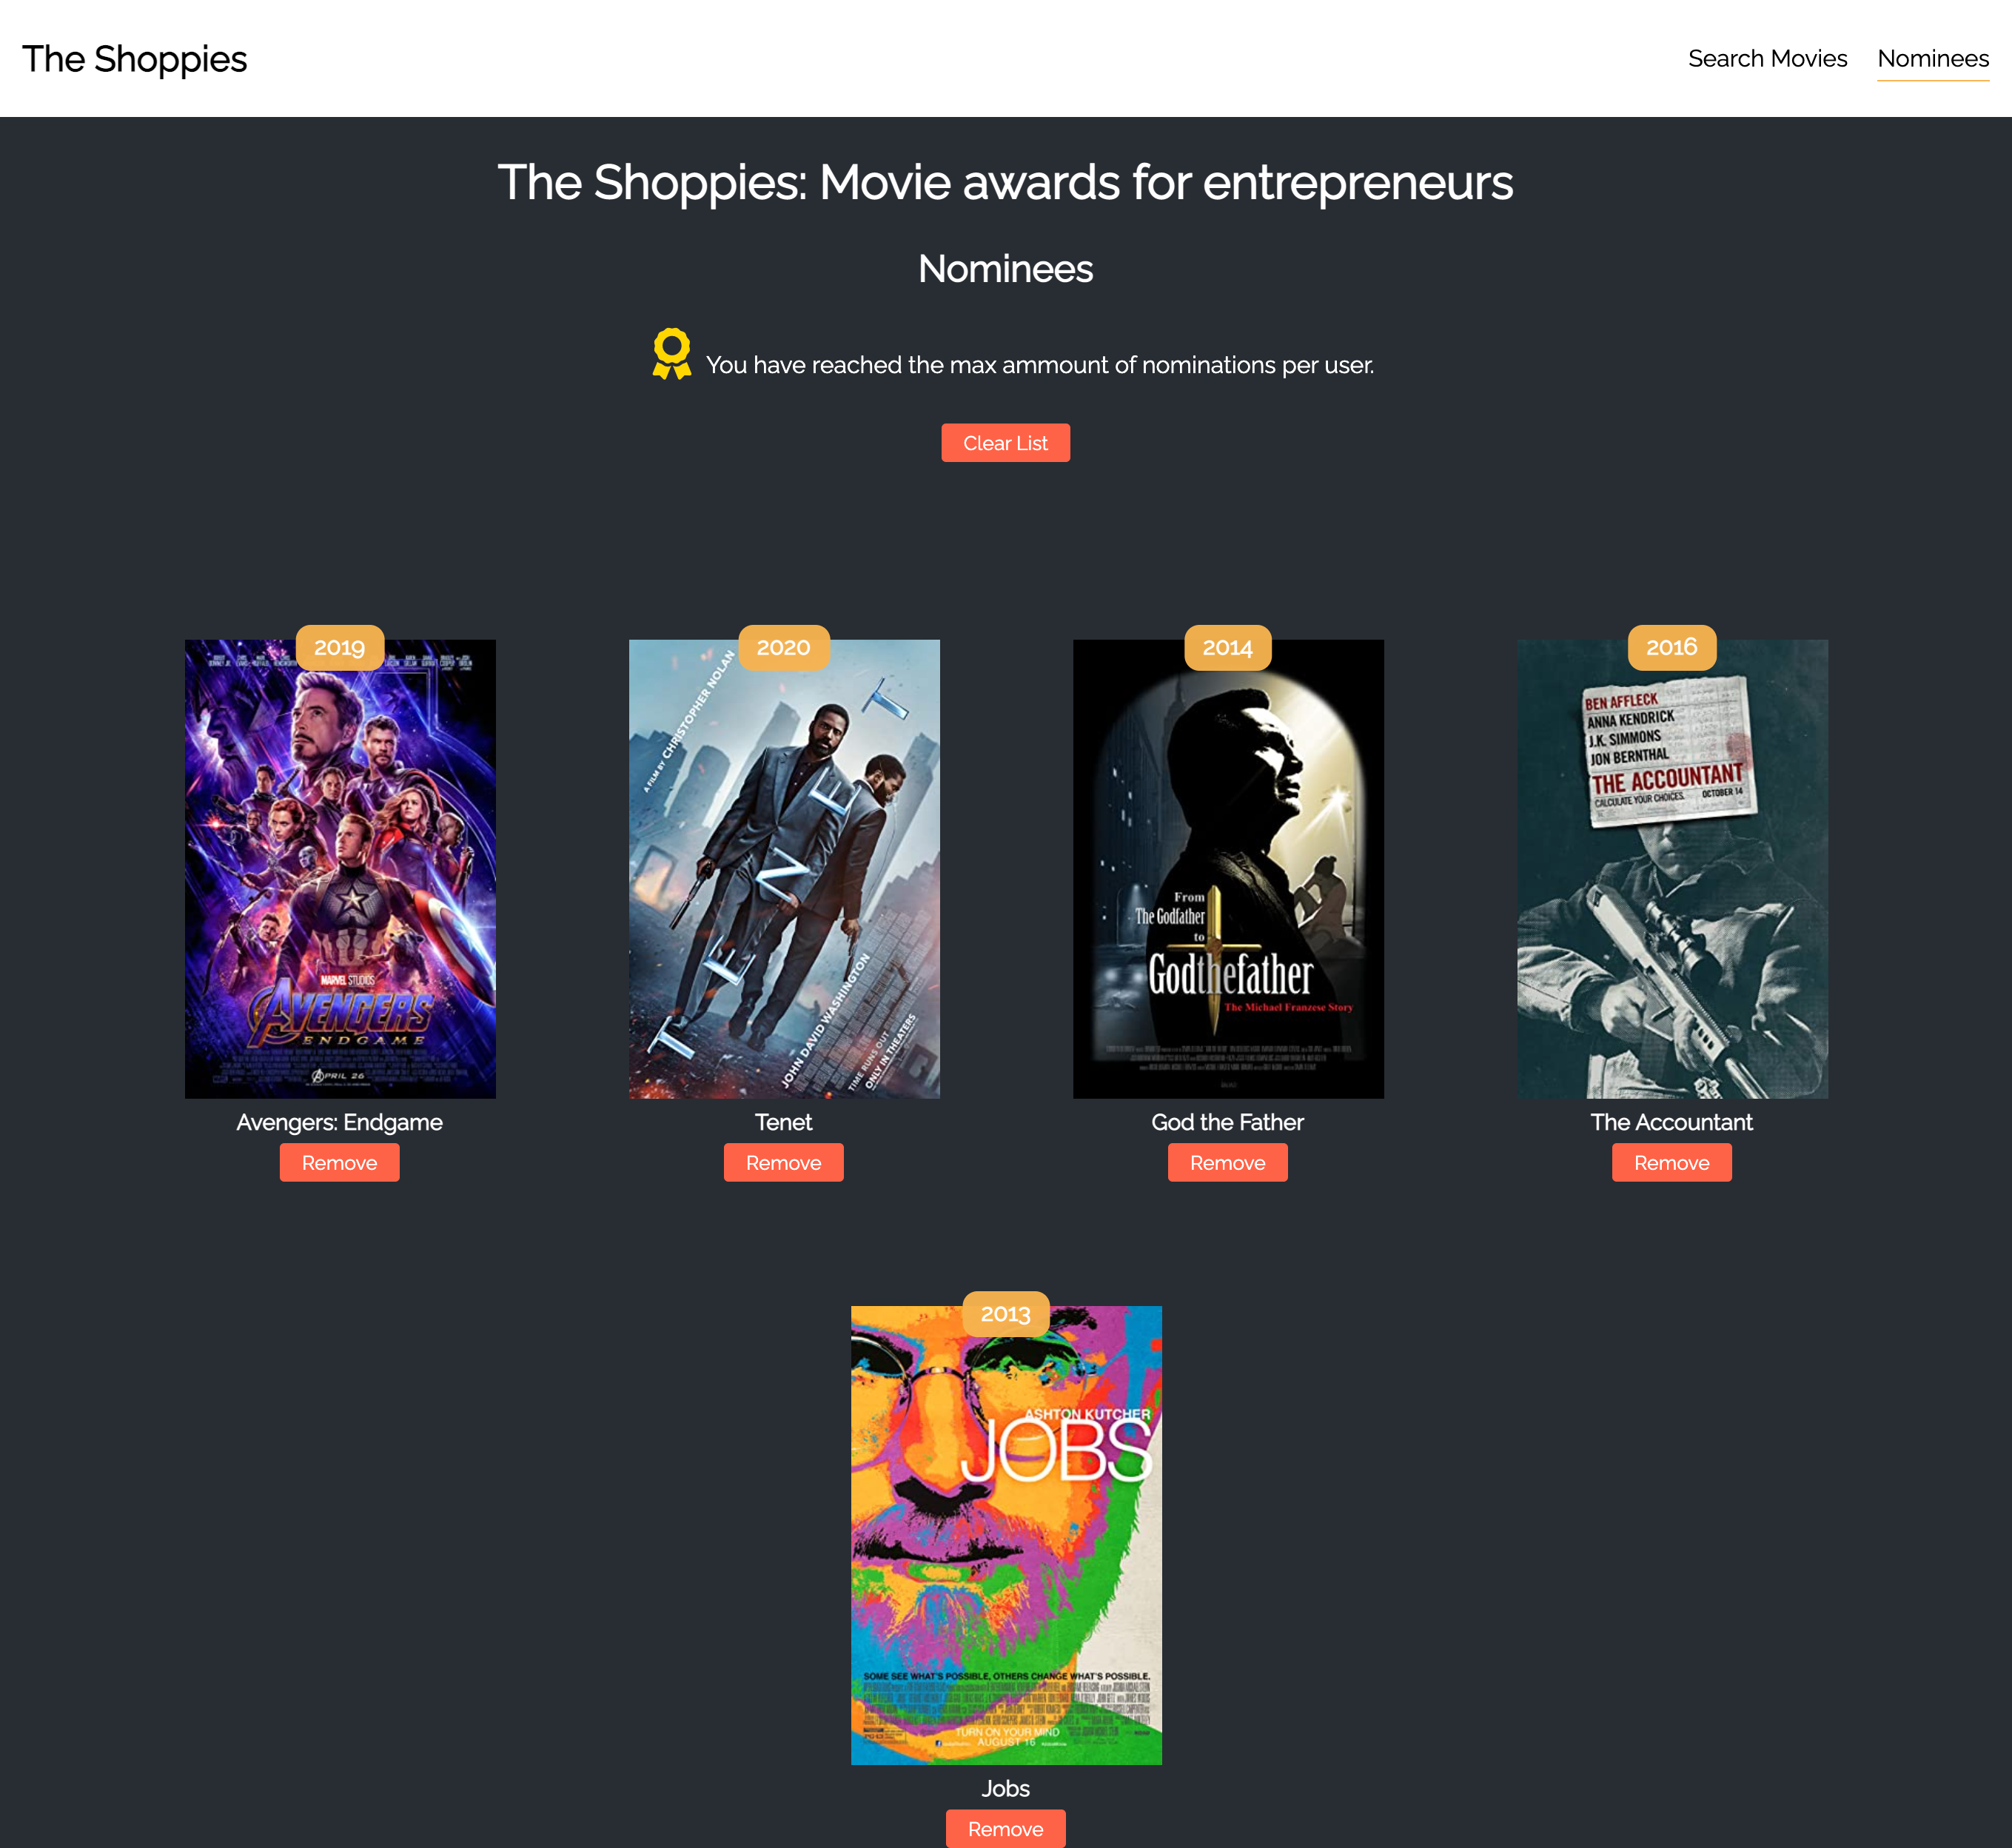 The Shoppies
Search Movies
Nominees
The Shoppies: Movie awards for entrepreneurs
Nominees
You have reached the max ammount of nominations per user.
Clear List
2019
MARVEL STUDIOS
AVENGERS
ENDGAME
APRIL 26
Avengers: Endgame
Remove
2020
A FILM BY CHRISTOPHER NOLAN
TENET
JOHN DAVID WASHINGTON
TIME RUNS OUT
ONLY IN THEATERS
Tenet
Remove
2014
From
The Godfather
to
Godthefather
The Michael Franzese Story
God the Father
Remove
2016
BEN AFFLECK
ANNA KENDRICK
J.K. SIMMONS
JON BERNTHAL
THE ACCOUNTANT
CALCULATE YOUR CHOICES.
OCTOBER 14
The Accountant
Remove
2013
ASHTON KUTCHER
JOBS
SOME SEE WHAT'S POSSIBLE, OTHERS CHANGE WHAT'S POSSIBLE.
TURN ON YOUR MIND
AUGUST 16
Jobs
Remove